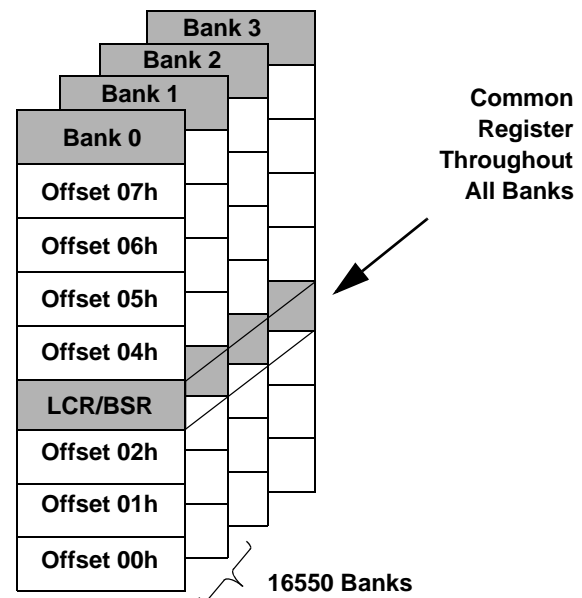 Bank 3
Bank 2
Bank 1
Bank 0
Common
Register
Throughout
All Banks
Offset 07h
Offset 06h
Offset 05h
Offset 04h
LCR/BSR
Offset 02h
Offset 01h
Offset 00h
16550 Banks